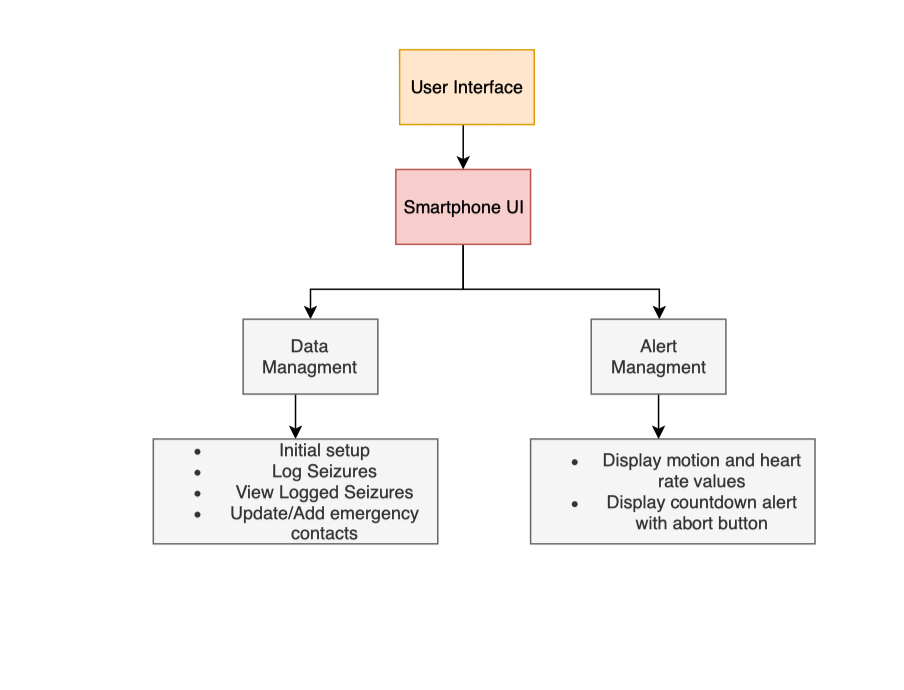 User Interface
Smartphone UI
Data
Managment
Alert
Managment
• Initial setup
• Log Seizures
• View Logged Seizures
• Update/Add emergency
contacts
• Display motion and heart
rate values
• Display countdown alert
with abort button